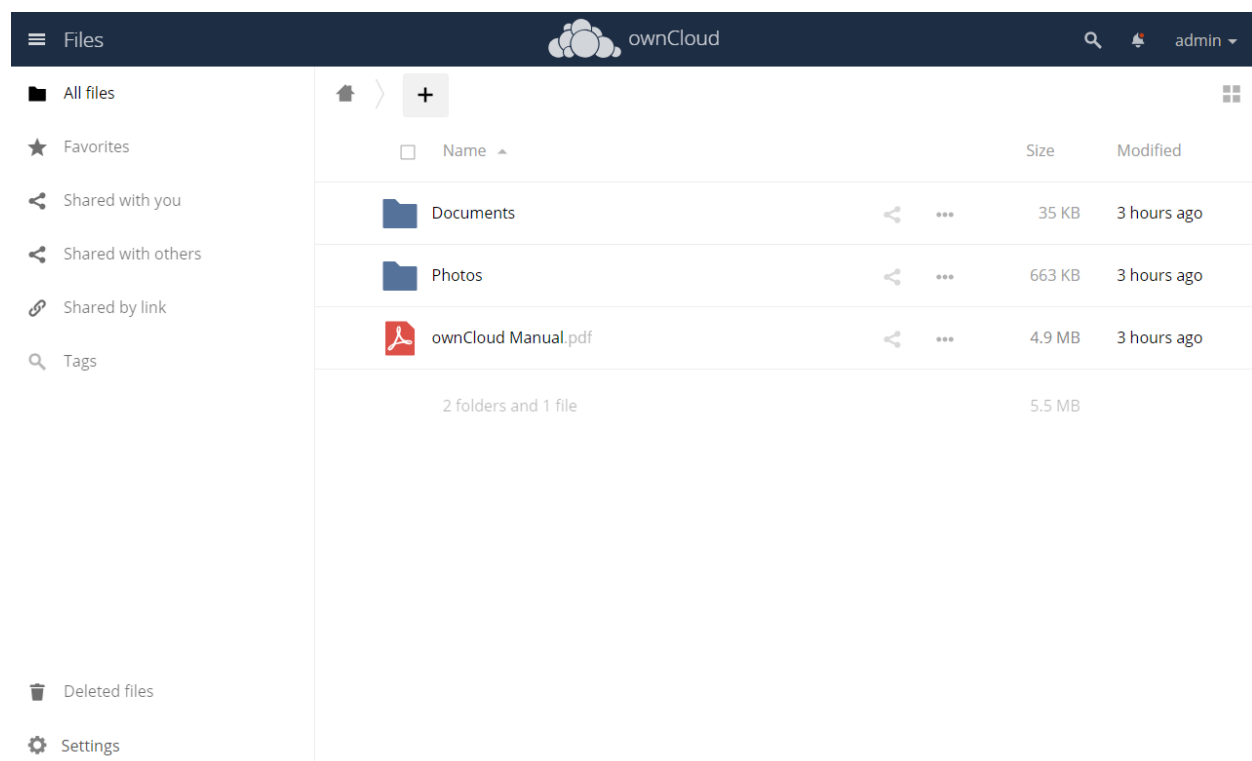 Files
ownCloud
admin
All files
Favorites
Shared with you
Shared with others
Shared by link
Tags
Deleted files
Settings
Name Size Modified
Documents 35 KB 3 hours ago
Photos 663 KB 3 hours ago
ownCloud Manual.pdf 4.9 MB 3 hours ago
2 folders and 1 file 5.5 MB